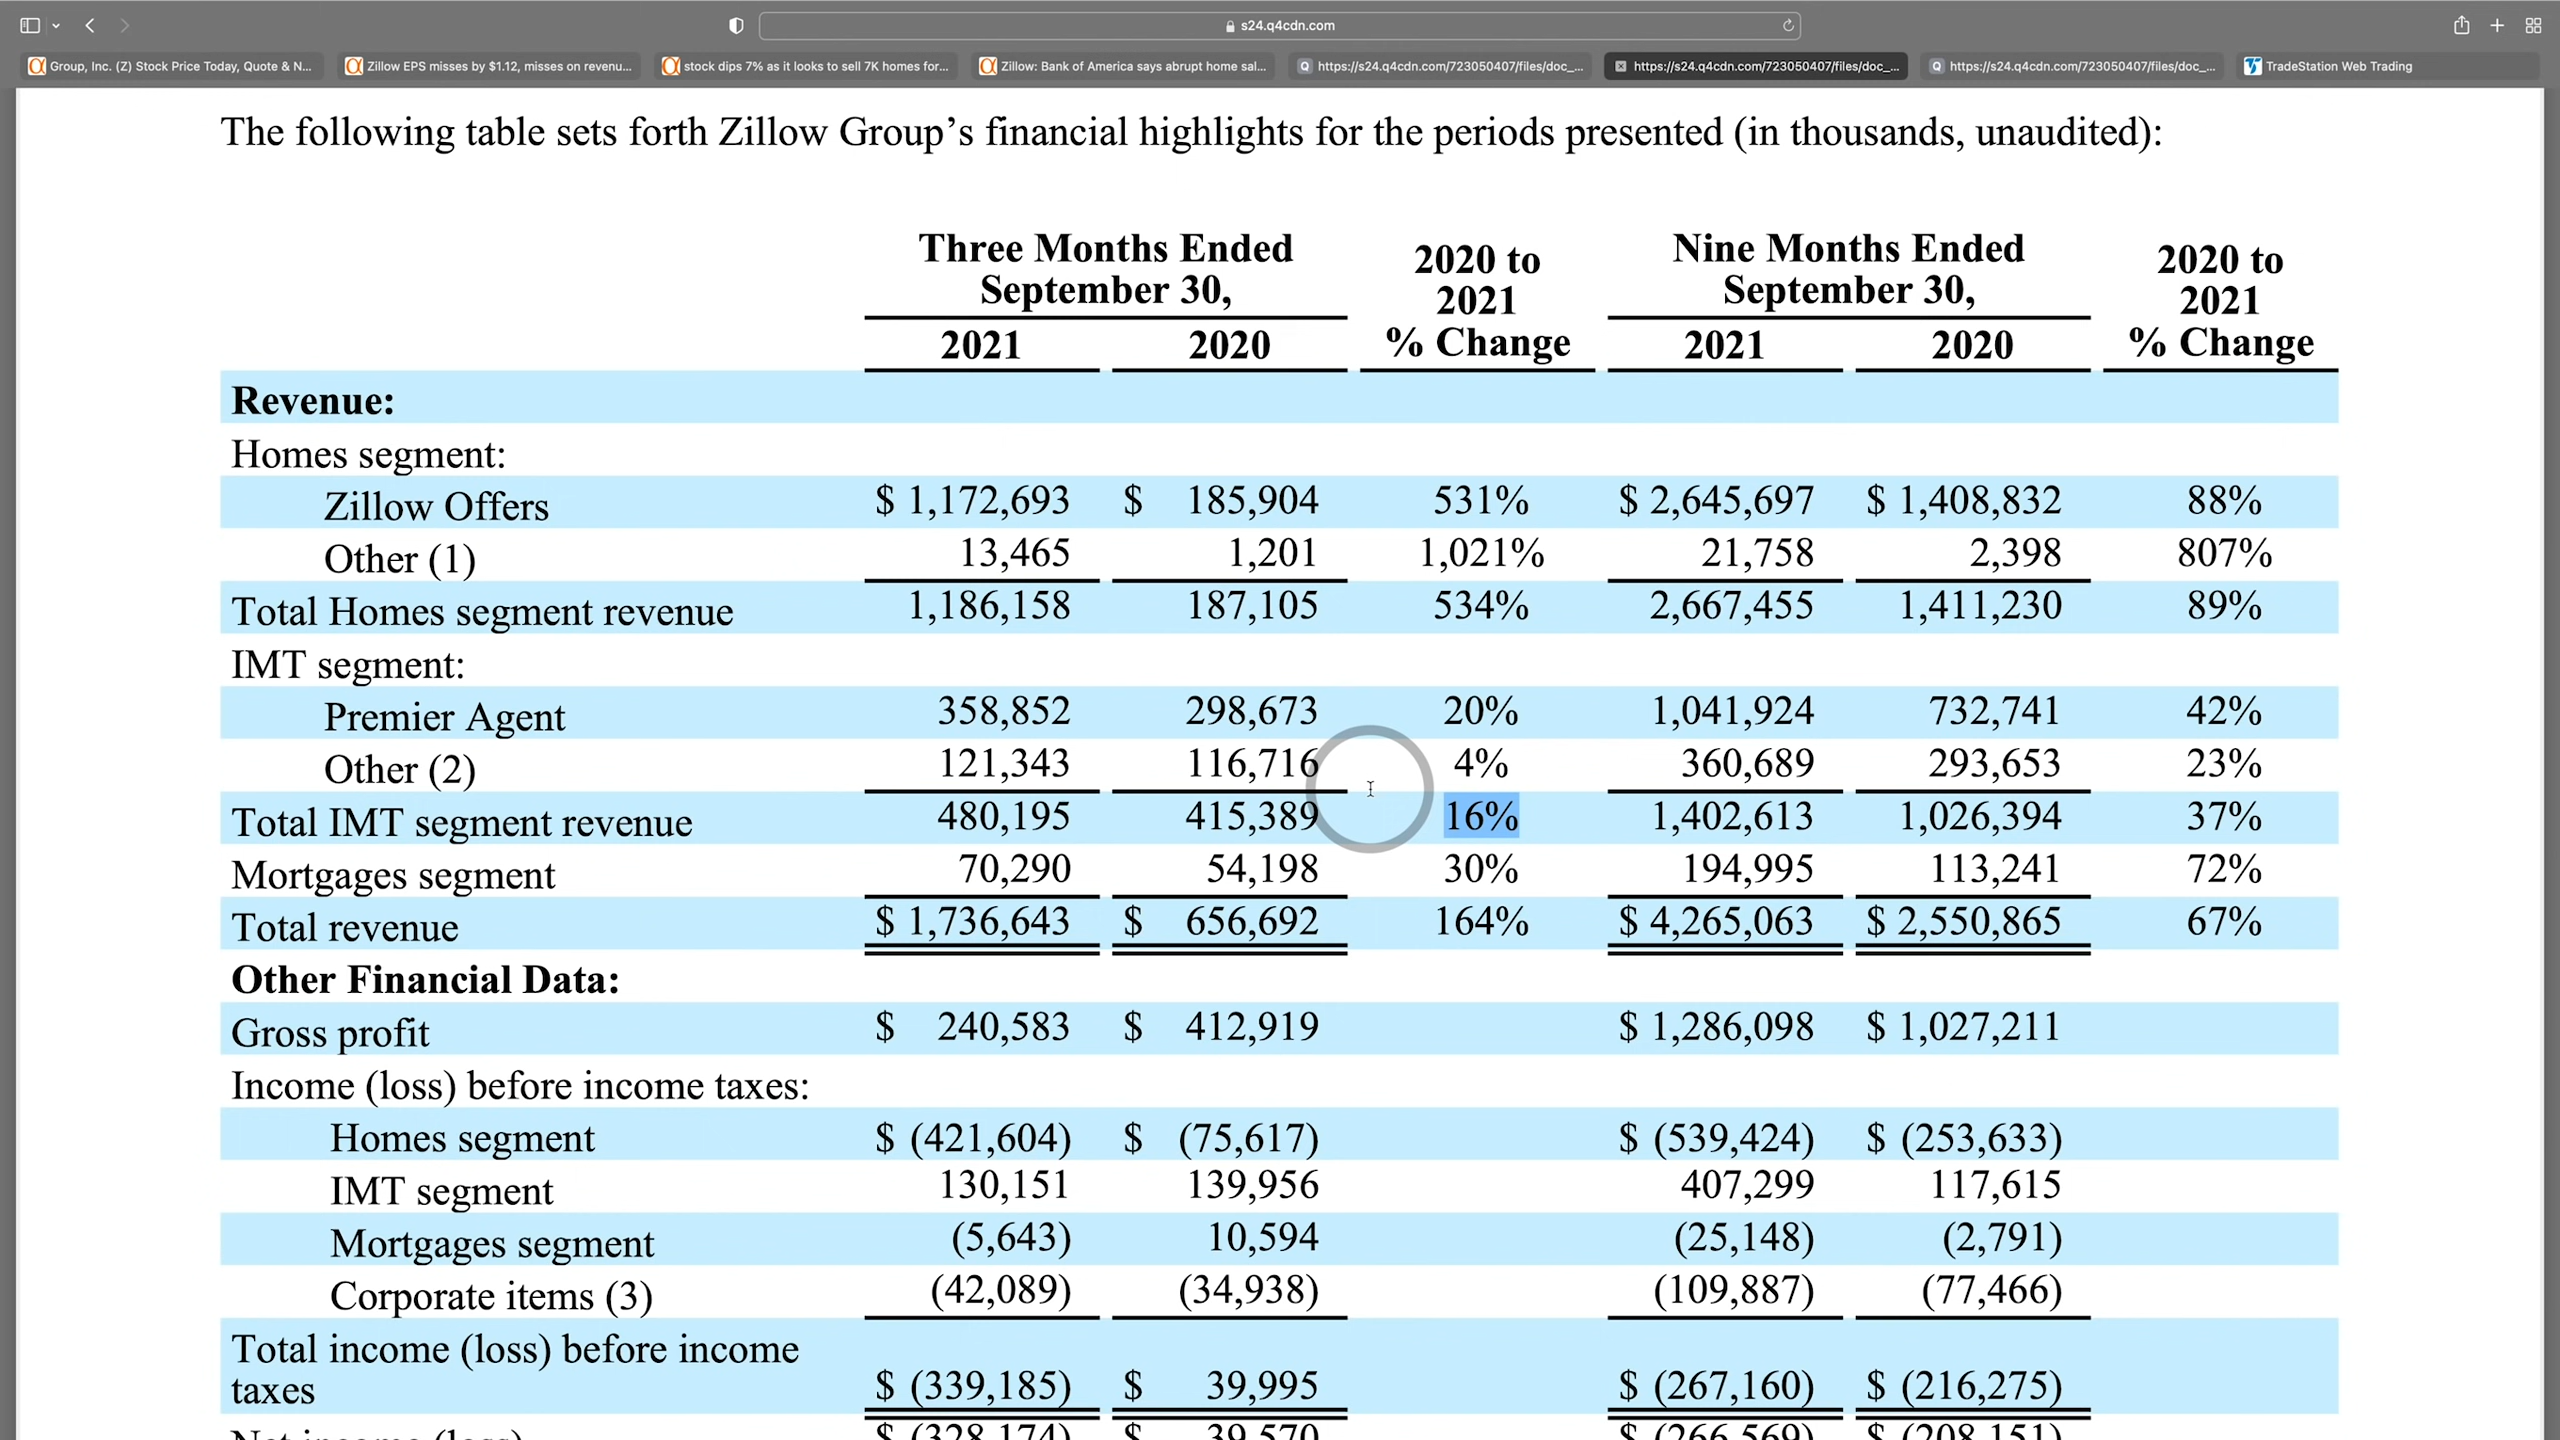 s24.q4cdn.com
Group, Inc. (Z) Stock Price Today, Quote & N...
Zillow EPS misses by $1.12, misses on revenu...
stock dips 7% as it looks to sell 7K homes for...
Zillow: Bank of America says abrupt home sal...
https://s24.q4cdn.com/723050407/files/doc_...
https://s24.q4cdn.com/723050407/files/doc_...
https://s24.q4cdn.com/723050407/files/doc_...
TradeStation Web Trading
The following table sets forth Zillow Group’s financial highlights for the periods presented (in thousands, unaudited):
Three Months Ended September 30, 2020 to 2021 % Change Nine Months Ended September 30, 2020 to 2021 % Change
2021 2020 2021 2020
Revenue:
Homes segment:
Zillow Offers $ 1,172,693 $ 185,904 531% $ 2,645,697 $ 1,408,832 88%
Other (1) 13,465 1,201 1,021% 21,758 2,398 807%
Total Homes segment revenue 1,186,158 187,105 534% 2,667,455 1,411,230 89%
IMT segment:
Premier Agent 358,852 298,673 20% 1,041,924 732,741 42%
Other (2) 121,343 116,716 4% 360,689 293,653 23%
Total IMT segment revenue 480,195 415,389 16% 1,402,613 1,026,394 37%
Mortgages segment 70,290 54,198 30% 194,995 113,241 72%
Total revenue $ 1,736,643 $ 656,692 164% $ 4,265,063 $ 2,550,865 67%
Other Financial Data:
Gross profit $ 240,583 $ 412,919 $ 1,286,098 $ 1,027,211
Income (loss) before income taxes:
Homes segment $ (421,604) $ (75,617) $ (539,424) $ (253,633)
IMT segment 130,151 139,956 407,299 117,615
Mortgages segment (5,643) 10,594 (25,148) (2,791)
Corporate items (3) (42,089) (34,938) (109,887) (77,466)
Total income (loss) before income
taxes $ (339,185) $ 39,995 $ (267,160) $ (216,275)
Net income (loss) $ (328,174) $ 39,570 $ (266,569) $ (208,151)